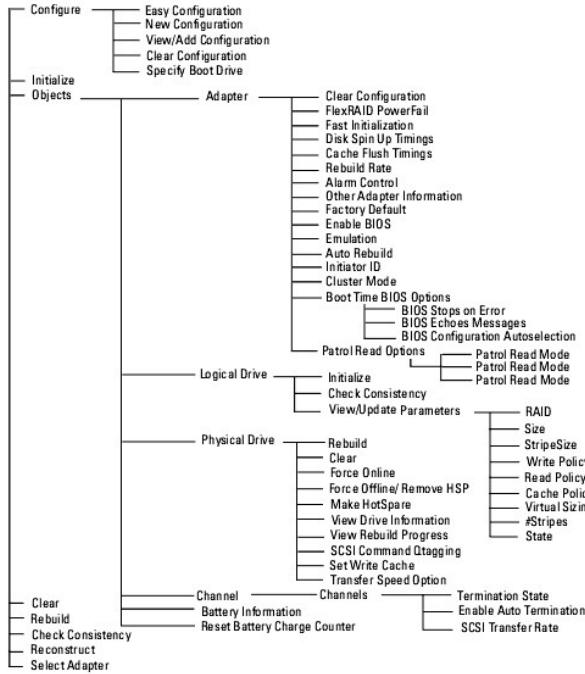 Configure
Easy Configuration
New Configuration
View/Add Configuration
Clear Configuration
Specify Boot Drive
Initialize
Objects
Adapter
Clear Configuration
FlexRAID PowerFail
Fast Initialization
Disk Spin Up Timings
Cache Flush Timings
Rebuild Rate
Alarm Control
Other Adapter Information
Factory Default
Enable BIOS
Emulation
Auto Rebuild
Initiator ID
Cluster Mode
Boot Time BIOS Options
BIOS Stops on Error
BIOS Echoes Messages
BIOS Configuration Autoselection
Patrol Read Options
Patrol Read Mode
Patrol Read Mode
Patrol Read Mode
Logical Drive
Initialize
Check Consistency
View/Update Parameters
RAID
Size
StripeSize
Write Policy
Read Policy
Cache Polic
Virtual Sizin
#Stripes
State
Physical Drive
Rebuild
Clear
Force Online
Force Offline/ Remove HSP
Make HotSpare
View Drive Information
View Rebuild Progress
SCSI Command Qtagging
Set Write Cache
Transfer Speed Option
Channel
Channels
Termination State
Enable Auto Termination
SCSI Transfer Rate
Battery Information
Reset Battery Charge Counter
Clear
Rebuild
Check Consistency
Reconstruct
Select Adapter